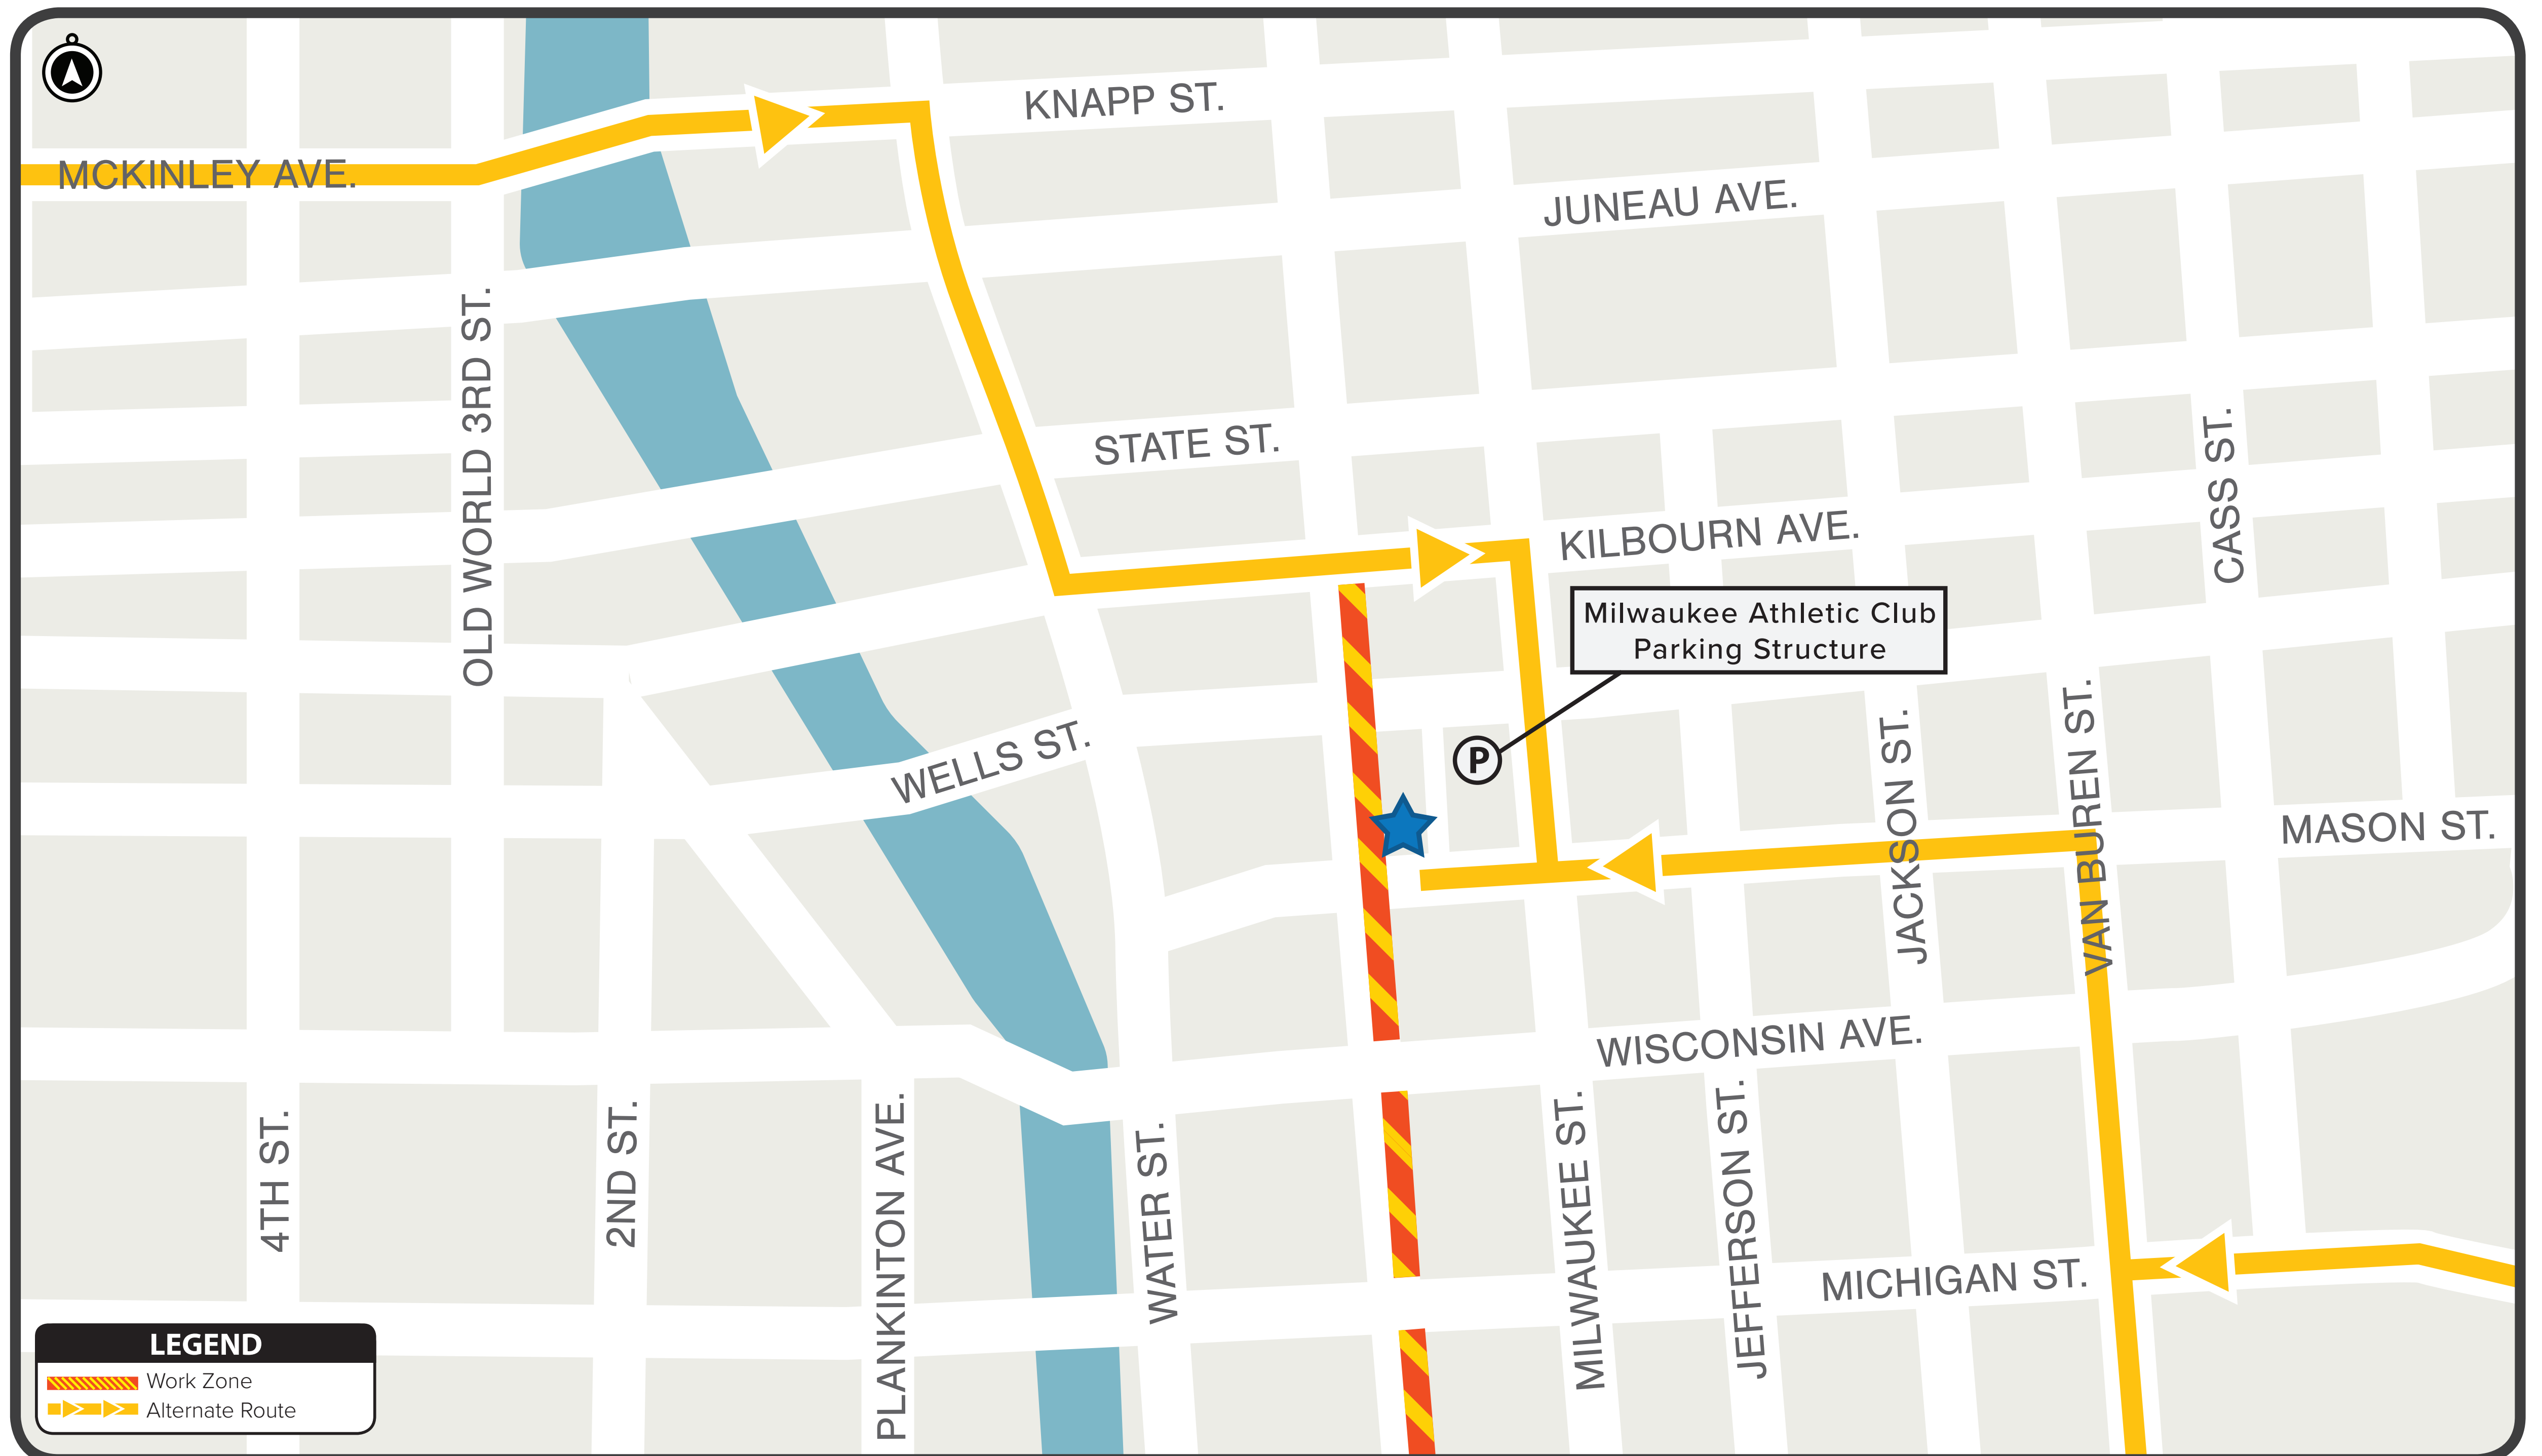 KNAPP ST.
MCKINLEY AVE.
JUNEAU AVE.
OLD WORLD 3RD ST.
STATE ST.
CASS ST.
KILBOURN AVE.
Milwaukee Athletic Club
Parking Structure
WELLS ST.
P
JACKSON ST.
VAN BUREN ST.
MASON ST.
WISCONSIN AVE.
4TH ST.
2ND ST.
PLANKINTON AVE.
WATER ST.
MILWAUKEE ST.
JEFFERSON ST.
MICHIGAN ST.
LEGEND
Work Zone
Alternate Route